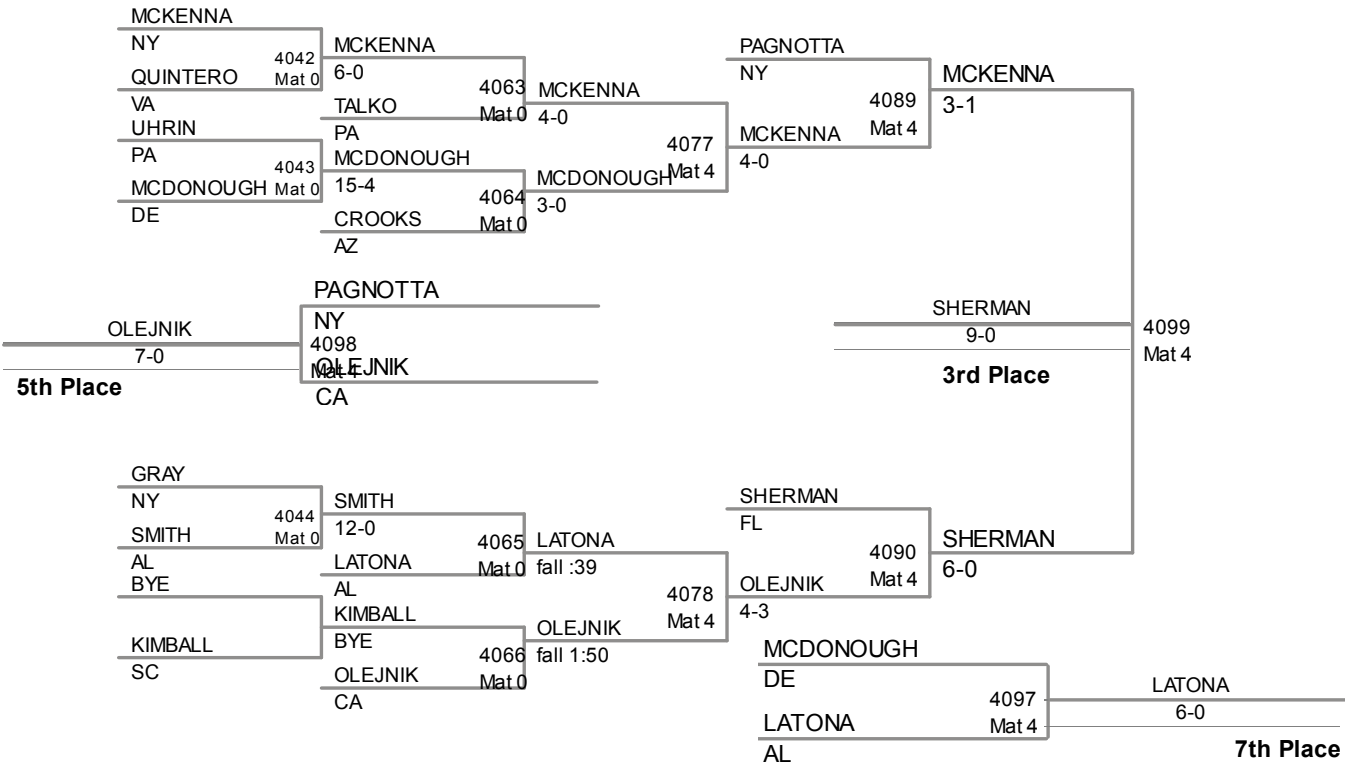 MCKENNA
NY
4042
Mat 0
QUINTERO
VA
MCKENNA
6-0
TALKO
PA
4063
Mat 0
MCKENNA
4-0
UHRIN
PA
4043
Mat 0
MCDONOUGH
DE
MCDONOUGH
15-4
CROOKS
AZ
4064
Mat 0
MCDONOUGH
3-0
4077
Mat 4
PAGNOTTA
NY
MCKENNA
4-0
4089
Mat 4
MCKENNA
3-1
PAGNOTTA
NY
4098
Mat 4
OLEJNIK
CA
OLEJNIK
7-0
5th Place
SHERMAN
9-0
3rd Place
4099
Mat 4
GRAY
NY
4044
Mat 0
SMITH
AL
SMITH
12-0
LATONA
AL
4065
Mat 0
LATONA
fall :39
BYE
KIMBALL
SC
KIMBALL
BYE
OLEJNIK
CA
4066
Mat 0
OLEJNIK
fall 1:50
4078
Mat 4
SHERMAN
FL
OLEJNIK
4-3
4090
Mat 4
SHERMAN
6-0
MCDONOUGH
DE
4097
Mat 4
LATONA
AL
LATONA
6-0
7th Place